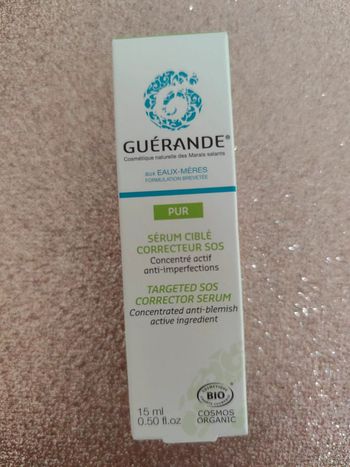 GUÉRANDE®
Cosmétique naturelle des Marais salants
aux EAUX-MÈRES
FORMULATION BREVETÉE
PUR
SÉRUM CIBLÉ
CORRECTEUR SOS
Concentré actif
anti-imperfections
TARGETED SOS
CORRECTOR SERUM
Concentrated anti-blemish
active ingredient
15 ml
0.50 fl.oz
COSMÉTIQUE
BIO
COSMOS
ORGANIC